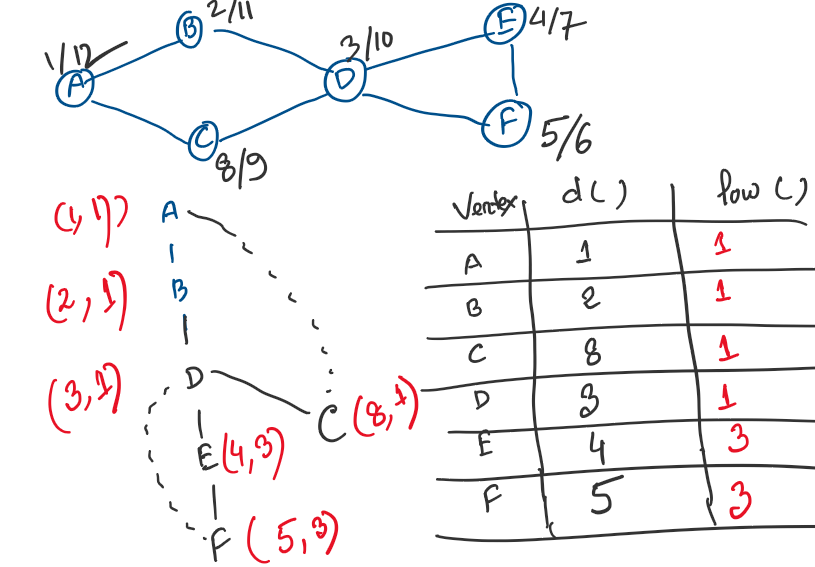 B 2/11
E 4/7
1/12
A
3/10
D
C
8/9
F 5/6
(1,1)
A
B
(2,1)
D
(3,1)
C (8,1)
E (4,3)
F (5,3)
Vertex d() low()
A 1 1
B 2 1
C 8 1
D 3 1
E 4 3
F 5 3